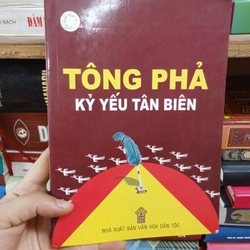 TÔNG PHẢ
KỶ YẾU TÂN BIÊN
NHÀ XUẤT BẢN VĂN HÓA DÂN TỘC